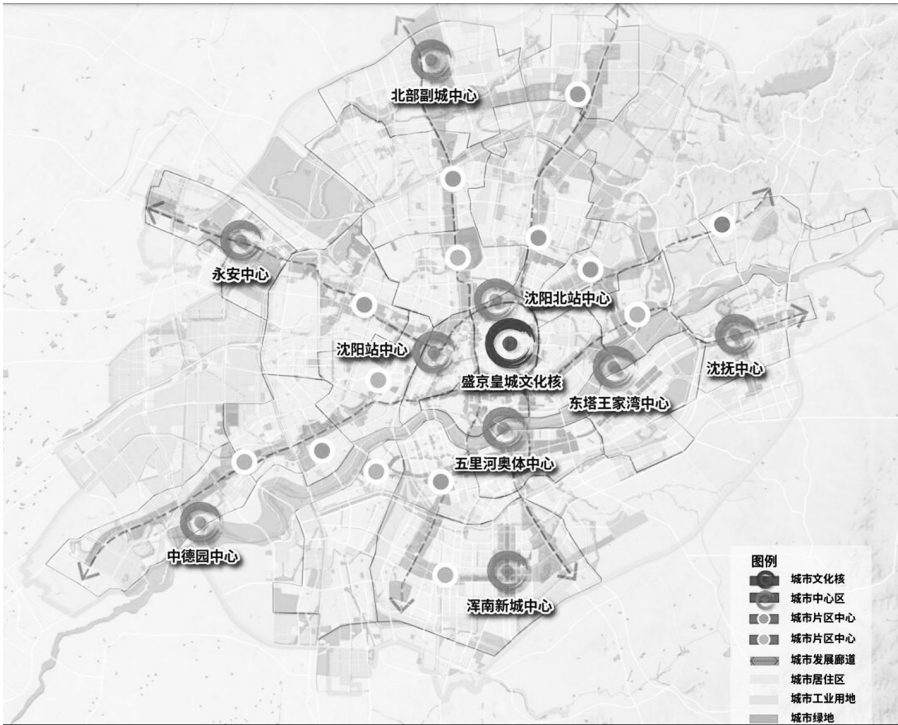 北部副城中心
永安中心
沈阳北站中心
沈阳站中心
盛京皇城文化核
沈抚中心
东塔王家湾中心
五里河奥体中心
中德园中心
浑南新城中心
图例
城市文化核
城市中心区
城市片区中心
城市片区中心
城市发展廊道
城市居住区
城市工业用地
城市绿地